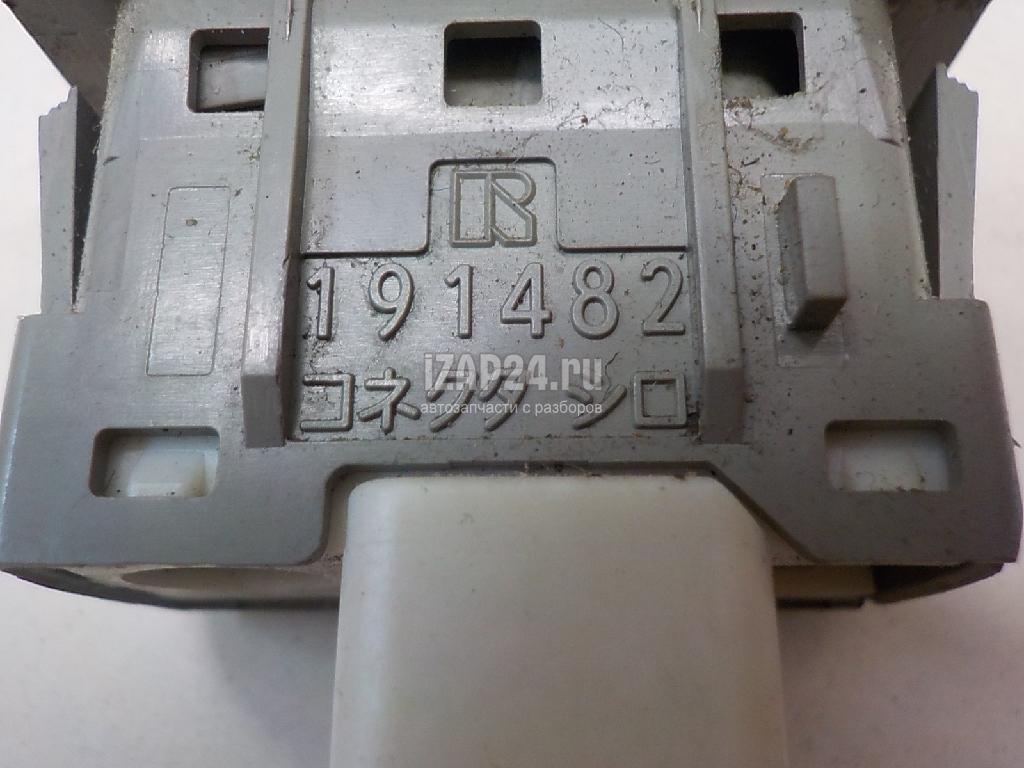 R
191482
iZAP24.ru
コネクタ シロ
автозапчасти с разборов